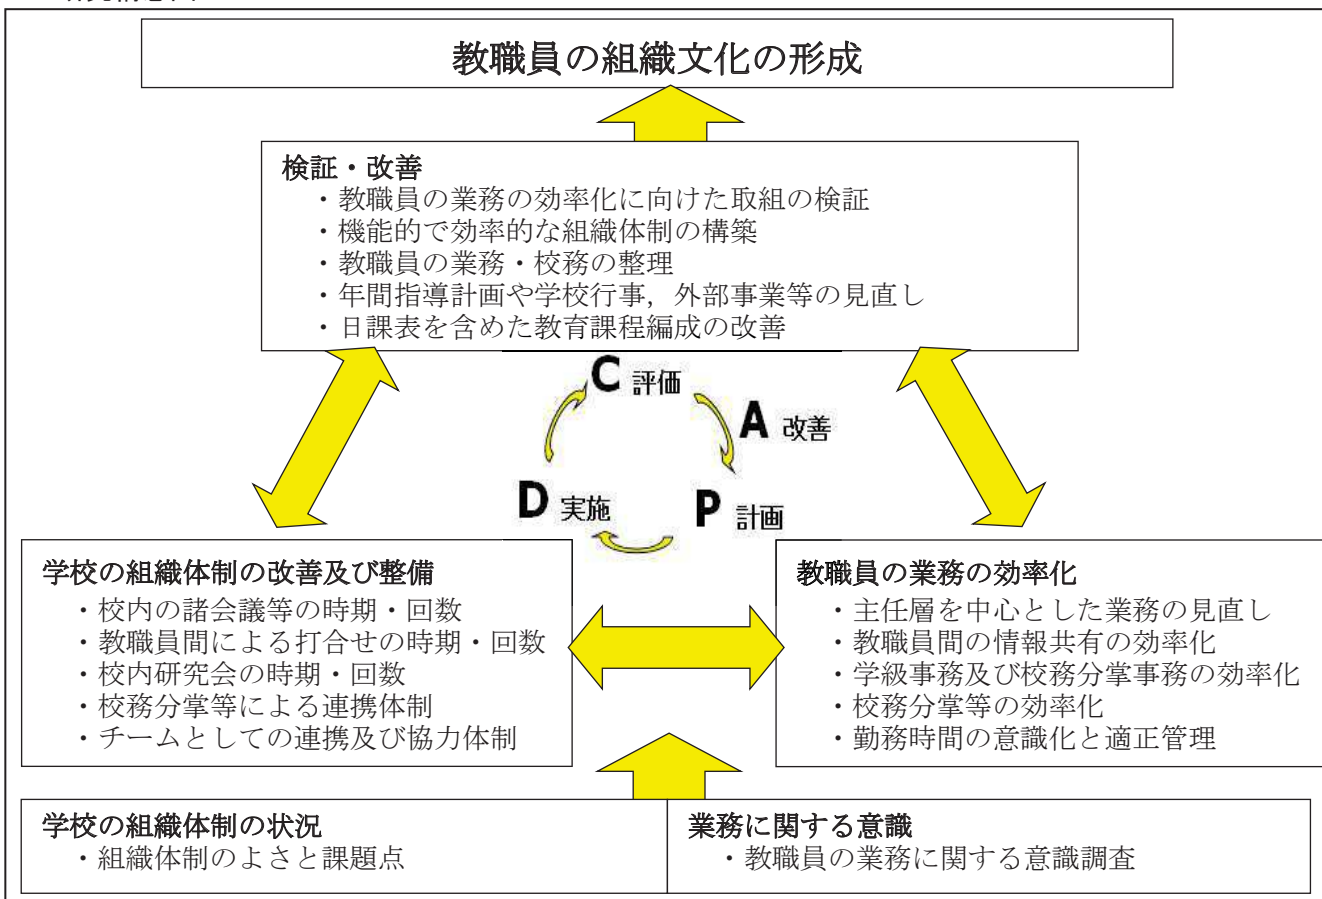 教職員の組織文化の形成
検証・改善
・教職員の業務の効率化に向けた取組の検証
・機能的で効率的な組織体制の構築
・教職員の業務・校務の整理
・年間指導計画や学校行事，外部事業等の見直し
・日課表を含めた教育課程編成の改善
C 評価
A 改善
D 実施
P 計画
学校の組織体制の改善及び整備
・校内の諸会議等の時期・回数
・教職員間による打合せの時期・回数
・校内研究会の時期・回数
・校務分掌等による連携体制
・チームとしての連携及び協力体制
教職員の業務の効率化
・主任層を中心とした業務の見直し
・教職員間の情報共有の効率化
・学級事務及び校務分掌事務の効率化
・校務分掌等の効率化
・勤務時間の意識化と適正管理
学校の組織体制の状況
・組織体制のよさと課題点
業務に関する意識
・教職員の業務に関する意識調査